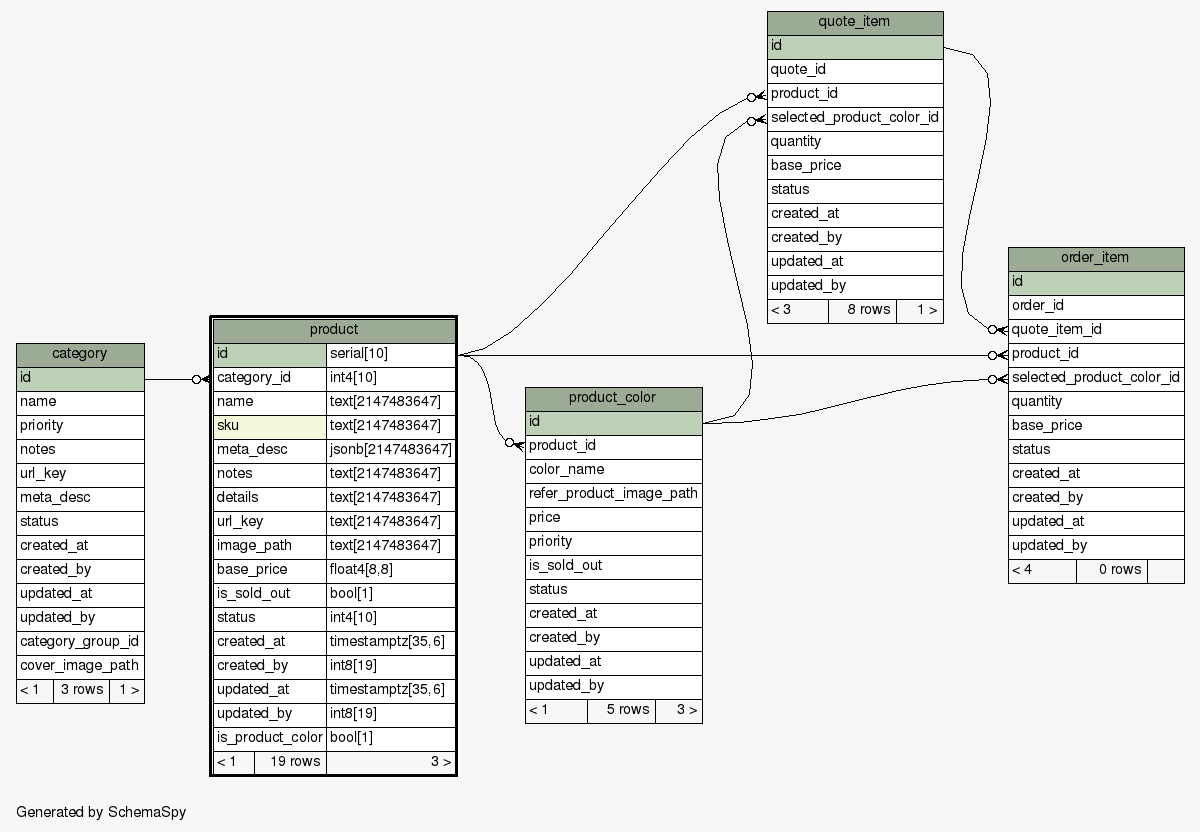 quote_item
id
quote_id
product_id
selected_product_color_id
quantity
base_price
status
created_at
created_by
updated_at
updated_by
< 3 8 rows 1 >
order_item
id
order_id
quote_item_id
product_id
selected_product_color_id
quantity
base_price
status
created_at
created_by
updated_at
updated_by
< 4 0 rows
category
id
name
priority
notes
url_key
meta_desc
status
created_at
created_by
updated_at
updated_by
category_group_id
cover_image_path
< 1 3 rows 1 >
product
id serial[10]
category_id int4[10]
name text[2147483647]
sku text[2147483647]
meta_desc jsonb[2147483647]
notes text[2147483647]
details text[2147483647]
url_key text[2147483647]
image_path text[2147483647]
base_price float4[8,8]
is_sold_out bool[1]
status int4[10]
created_at timestamptz[35,6]
created_by int8[19]
updated_at timestamptz[35,6]
updated_by int8[19]
is_product_color bool[1]
< 1 19 rows 3 >
product_color
id
product_id
color_name
refer_product_image_path
price
priority
is_sold_out
status
created_at
created_by
updated_at
updated_by
< 1 5 rows 3 >
Generated by SchemaSpy